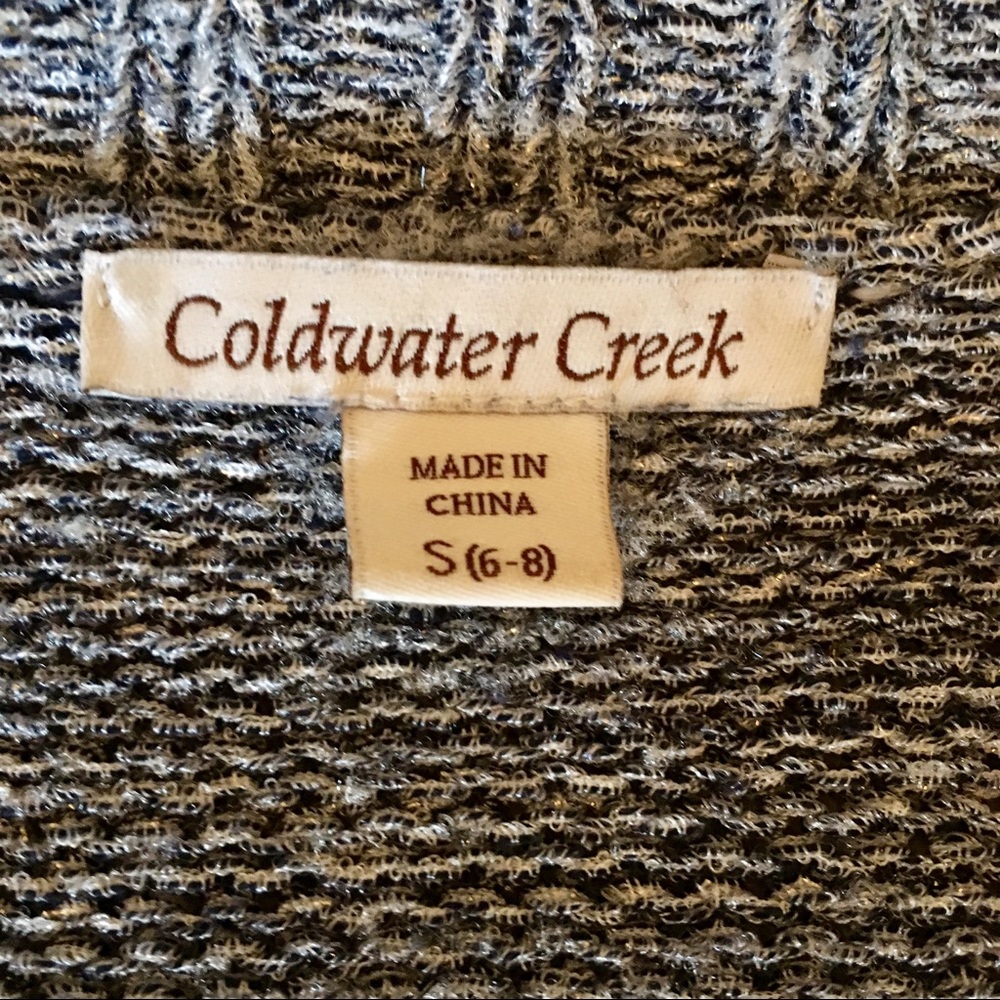 Coldwater Creek
MADE IN
CHINA
S (6-8)